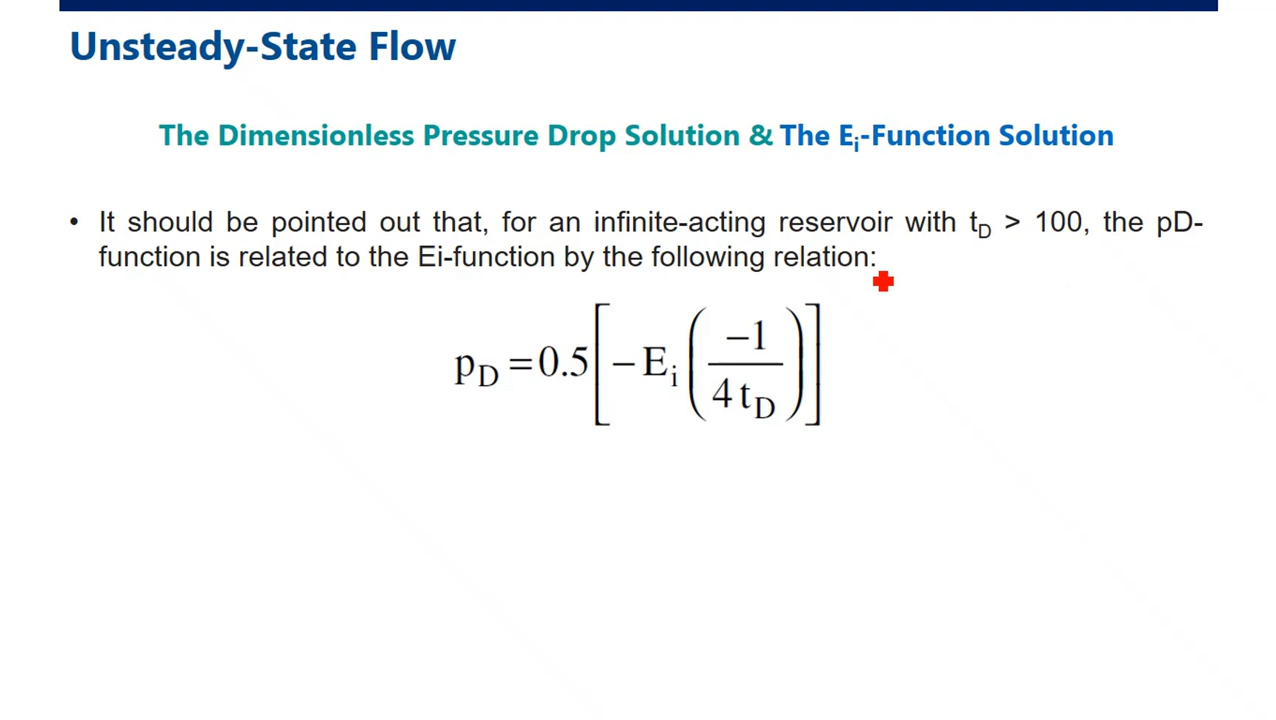 Unsteady-State Flow
The Dimensionless Pressure Drop Solution & The Ei-Function Solution
• It should be pointed out that, for an infinite-acting reservoir with tD > 100, the pD-
function is related to the Ei-function by the following relation:
pD = 0.5 [ − Ei ( −1 / 4 tD ) ]